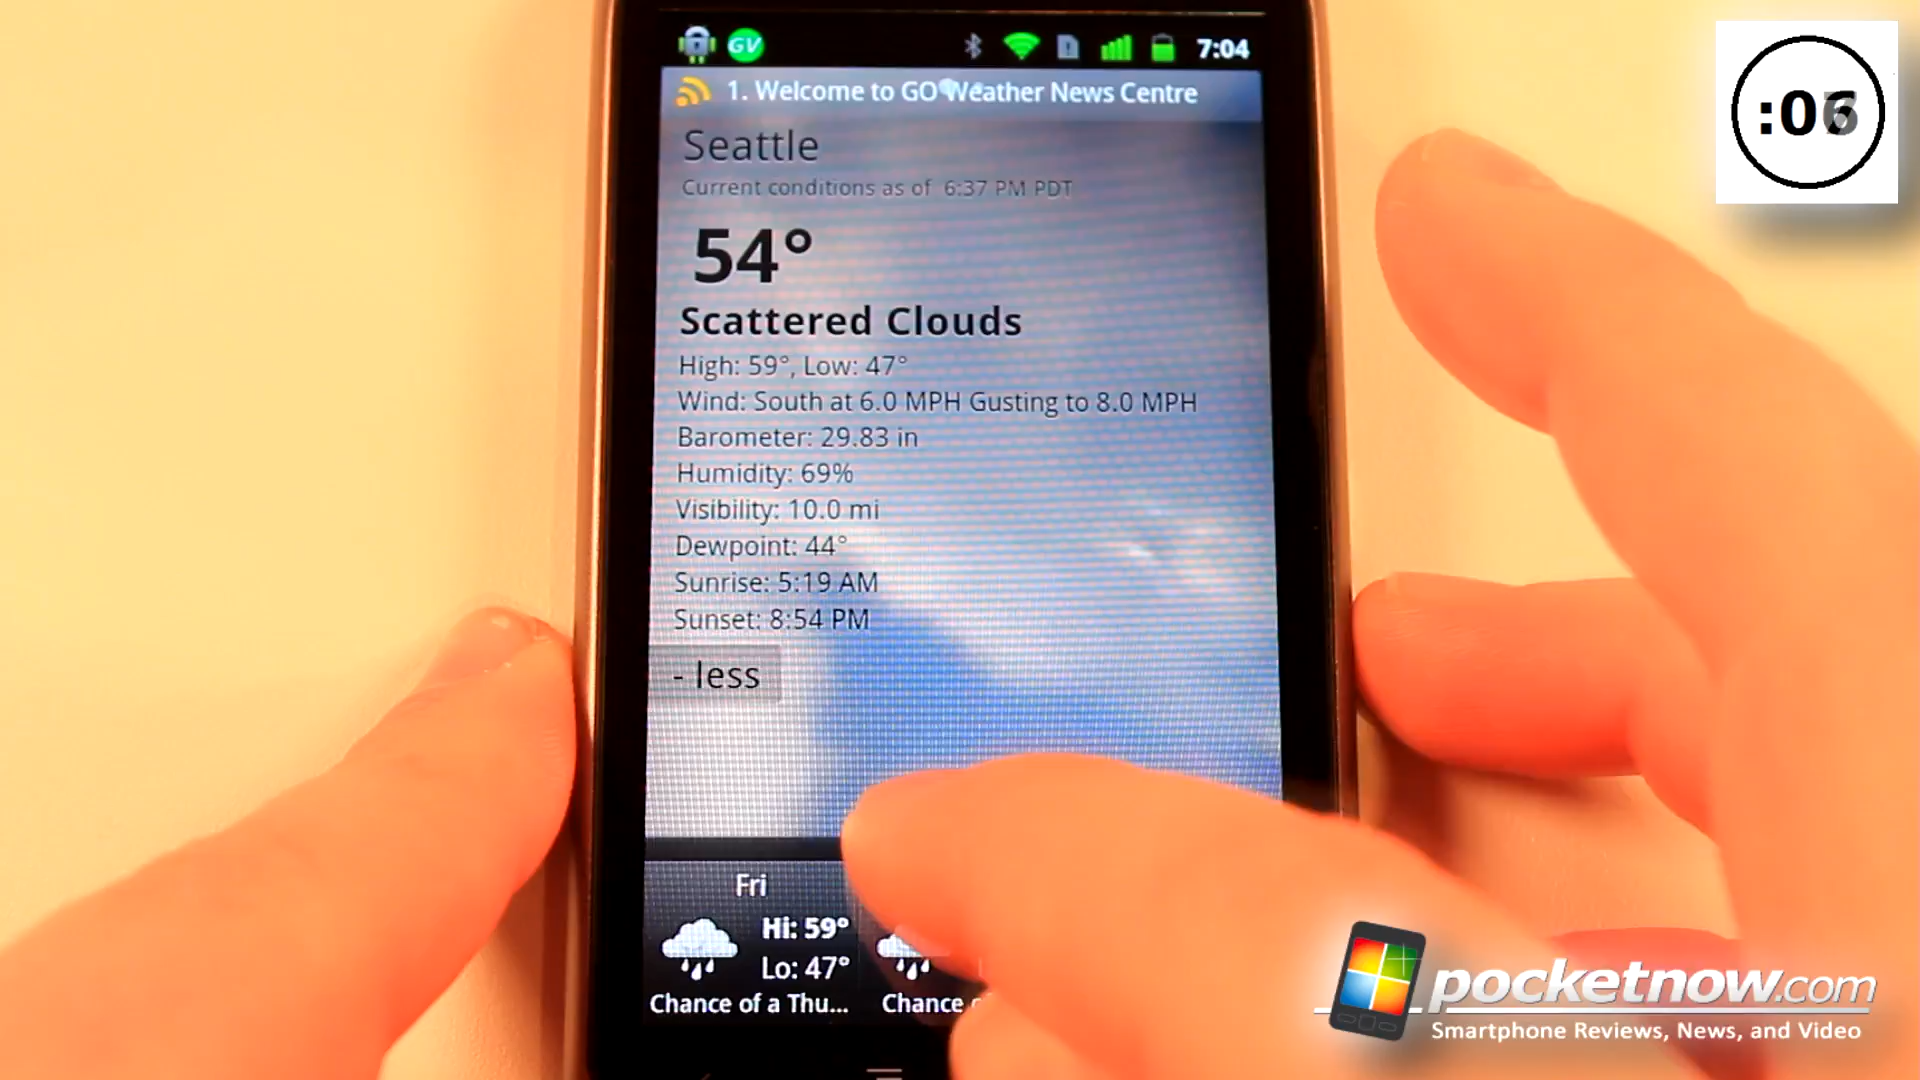 GV
7:04
1. Welcome to GO Weather News Centre
Seattle
Current conditions as of 6:37 PM PDT
54°
Scattered Clouds
High: 59°, Low: 47°
Wind: South at 6.0 MPH Gusting to 8.0 MPH
Barometer: 29.83 in
Humidity: 69%
Visibility: 10.0 mi
Dewpoint: 44°
Sunrise: 5:19 AM
Sunset: 8:54 PM
- less
Fri
Hi: 59°
Lo: 47°
Chance of a Thu...
Chance
pocketnow.com
Smartphone Reviews, News, and Video